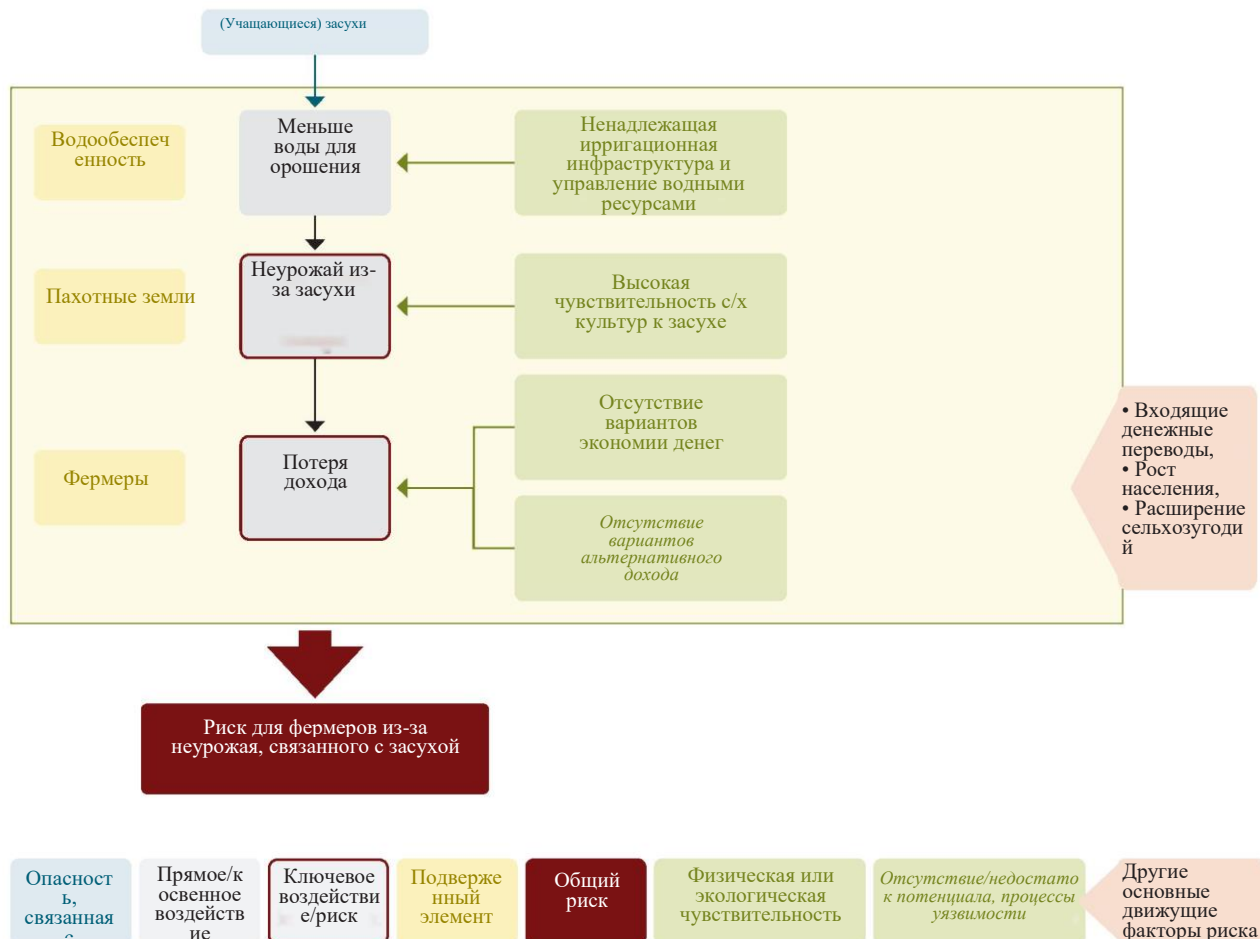 (Учащающиеся) засухи
Водообеспеч
енность
Меньше
воды для
орошения
Ненадлежащая
ирригационная
инфраструктура и
управление водными
ресурсами
Пахотные земли
Неурожай из-
за засухи
Высокая
чувствительность с/х
культур к засухе
Фермеры
Потеря
дохода
Отсутствие
вариантов
экономии денег
Отсутствие
вариантов
альтернативного
дохода
• Входящие
денежные
переводы,
• Рост
населения,
• Расширение
сельхозугоди
й
Риск для фермеров из-за
неурожая, связанного с засухой
Опасност
ь,
связанная
с
Прямое/к
освенное
воздейств
ие
Ключевое
воздействи
е/риск
Подверже
нный
элемент
Общий
риск
Физическая или
экологическая
чувствительность
Отсутствие/недостато
к потенциала, процессы
уязвимости
Другие
основные
движущие
факторы риска